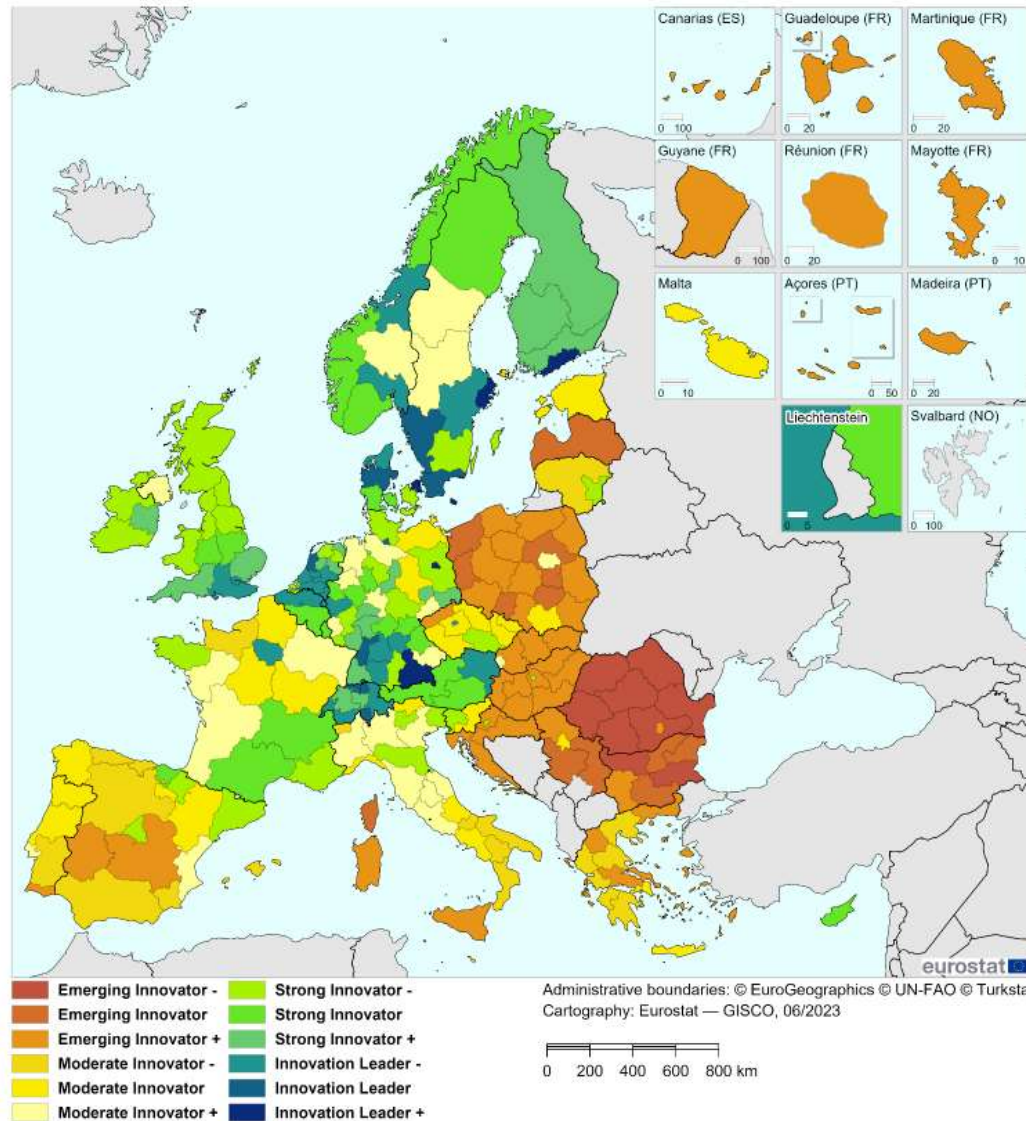 Canarias (ES)
0 100
Guadeloupe (FR)
0 20
Martinique (FR)
0 20
Guyane (FR)
0 100
Réunion (FR)
0 20
Mayotte (FR)
0 10
Malta
0 10
Açores (PT)
0 50
Madeira (PT)
0 20
Liechtenstein
0 5
Svalbard (NO)
0 100
eurostat
Emerging Innovator -
Emerging Innovator
Emerging Innovator +
Moderate Innovator -
Moderate Innovator
Moderate Innovator +
Strong Innovator -
Strong Innovator
Strong Innovator +
Innovation Leader -
Innovation Leader
Innovation Leader +
Administrative boundaries: © EuroGeographics © UN-FAO © Turksta
Cartography: Eurostat — GISCO, 06/2023
0 200 400 600 800 km